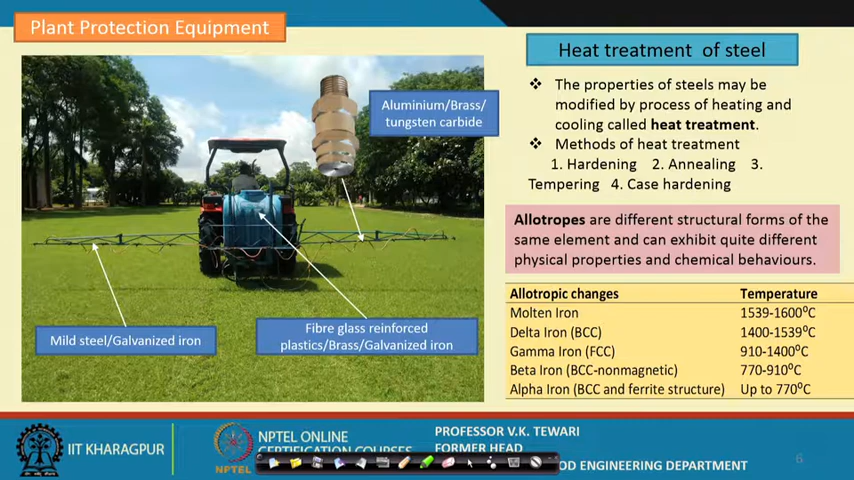 Plant Protection Equipment
Aluminium/Brass/
tungsten carbide
Mild steel/Galvanized iron
Fibre glass reinforced
plastics/Brass/Galvanized iron
Heat treatment of steel
❖ The properties of steels may be
modified by process of heating and
cooling called heat treatment.
❖ Methods of heat treatment
1. Hardening 2. Annealing 3.
Tempering 4. Case hardening
Allotropes are different structural forms of the
same element and can exhibit quite different
physical properties and chemical behaviours.
Allotropic changes Temperature
Molten Iron 1539-1600⁰C
Delta Iron (BCC) 1400-1539⁰C
Gamma Iron (FCC) 910-1400⁰C
Beta Iron (BCC-nonmagnetic) 770-910⁰C
Alpha Iron (BCC and ferrite structure) Up to 770⁰C
IIT KHARAGPUR
NPTEL
NPTEL ONLINE
CERTIFICATION COURSES
PROFESSOR V.K. TEWARI
FORMER HEAD
OD ENGINEERING DEPARTMENT
6